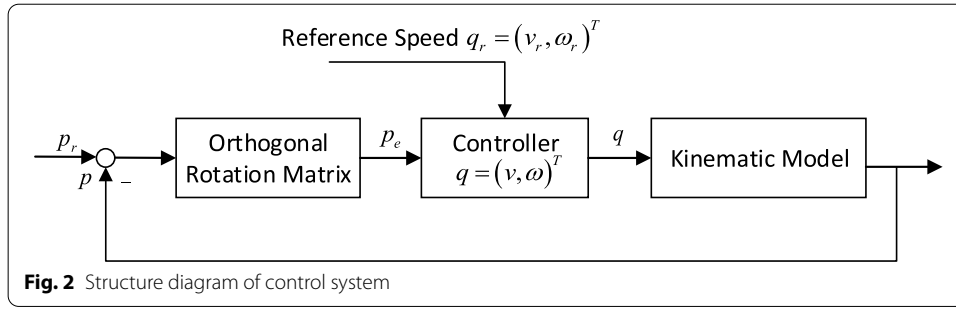 Reference Speed q_r = (v_r, ω_r)^T
p_r
p
–
Orthogonal
Rotation Matrix
p_e
Controller
q = (v, ω)^T
q
Kinematic Model
Fig. 2 Structure diagram of control system